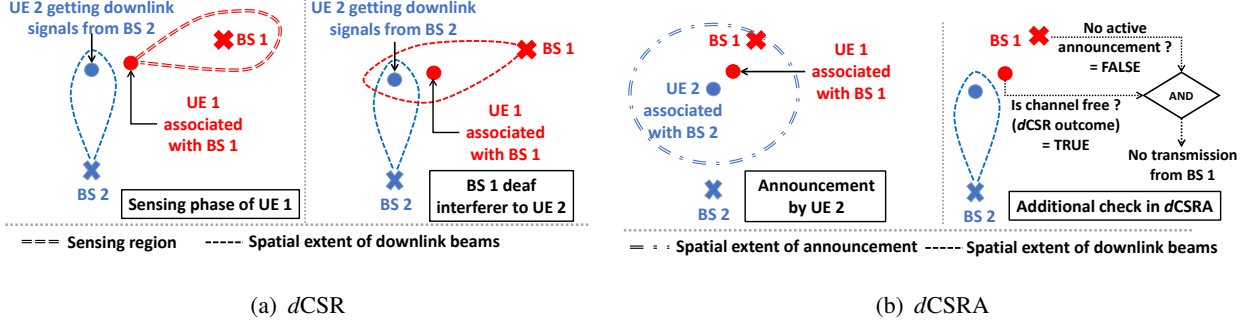 UE 2 getting downlink
signals from BS 2
BS 1
UE 1
associated
with BS 1
BS 2
Sensing phase of UE 1
UE 2 getting downlink
signals from BS 2
BS 1
UE 1
associated
with BS 1
BS 2
BS 1 deaf
interferer to UE 2
Sensing region
Spatial extent of downlink beams
(a) dCSR
BS 1
UE 1
associated
with BS 1
UE 2
associated
with BS 2
BS 2
Announcement
by UE 2
BS 1
No active
announcement ?
= FALSE
Is channel free ?
(dCSR outcome)
= TRUE
AND
No transmission
from BS 1
BS 2
Additional check in dCSRA
Spatial extent of announcement
Spatial extent of downlink beams
(b) dCSRA